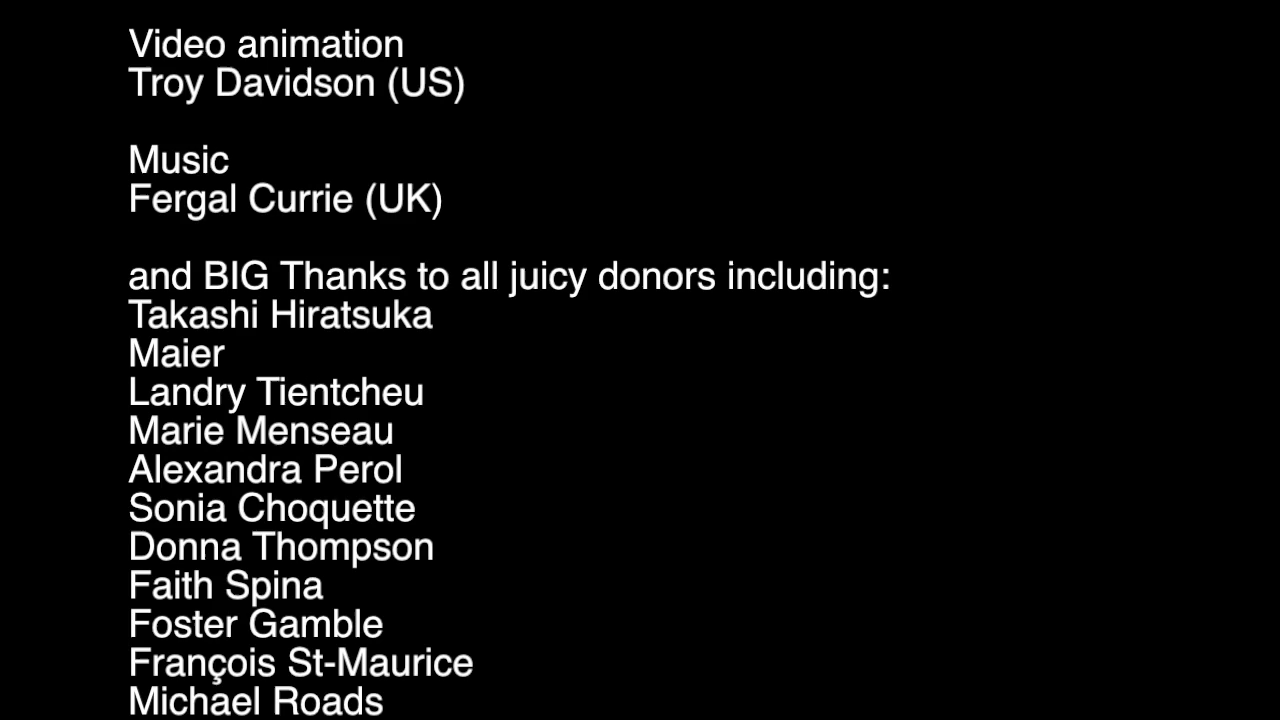 Video animation
Troy Davidson (US)
Music
Fergal Currie (UK)
and BIG Thanks to all juicy donors including:
Takashi Hiratsuka
Maier
Landry Tientcheu
Marie Menseau
Alexandra Perol
Sonia Choquette
Donna Thompson
Faith Spina
Foster Gamble
François St-Maurice
Michael Roads